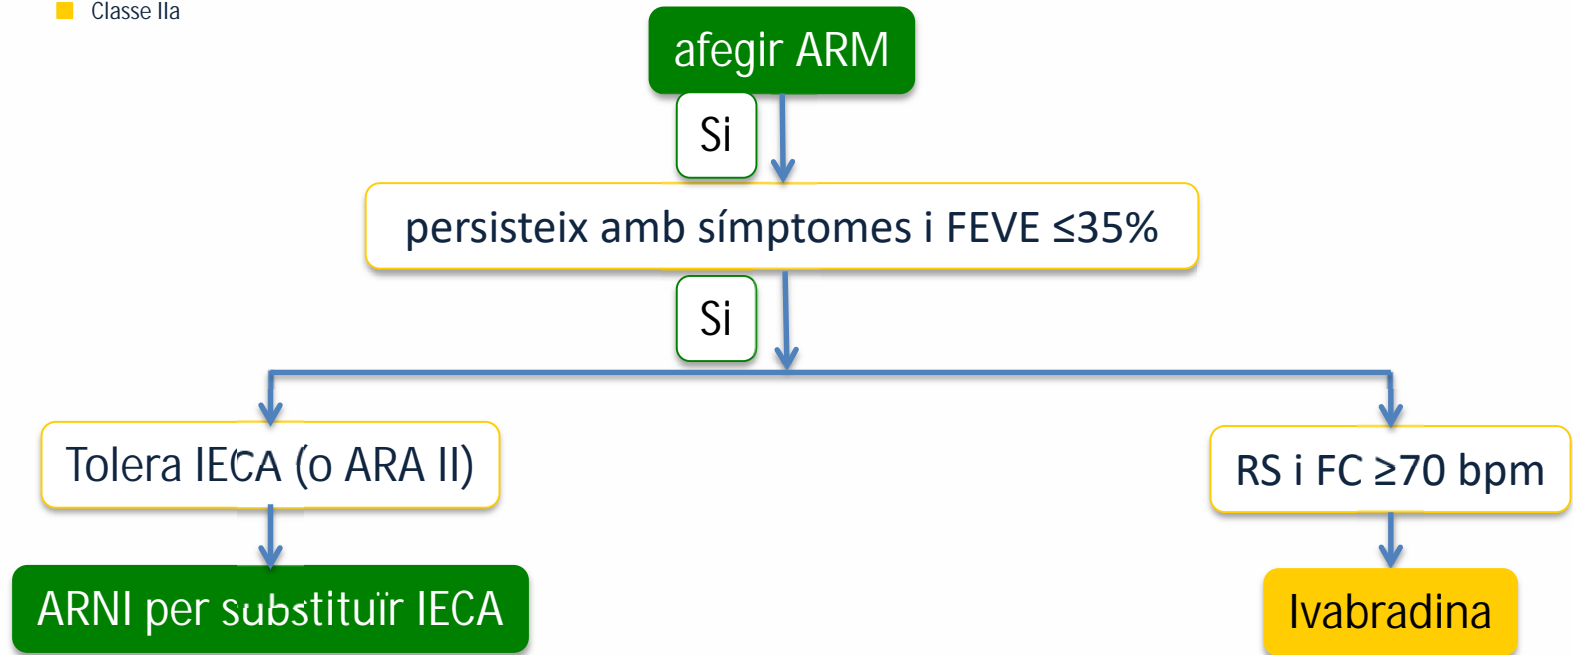 Classe IIa
afegir ARM
Si
persisteix amb símptomes i FEVE ≤35%
Si
Tolera IECA (o ARA II)
RS i FC ≥70 bpm
ARNI per substituïr IECA
Ivabradina